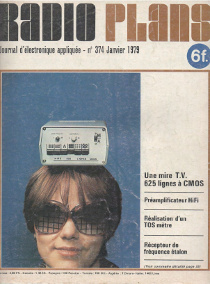 RADIO PLANS
Journal d'électronique appliquée - n° 374 Janvier 1979
6f.
Une mire T.V.
625 lignes à CMOS
Préamplificateur HiFi
Réalisation d'un
TOS mètre
Récepteur de
fréquence étalon